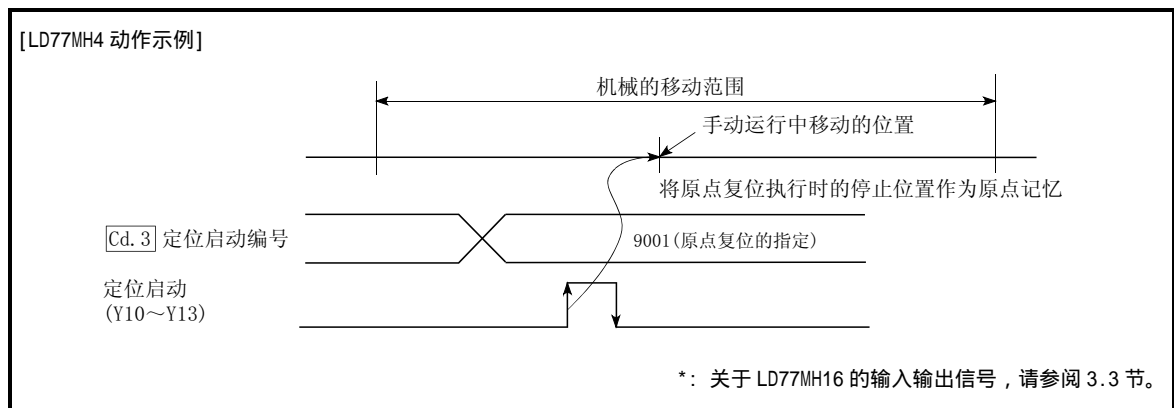 [LD77MH4 动作示例]
机械的移动范围
手动运行中移动的位置
将原点复位执行时的停止位置作为原点记忆
Cd.3 定位启动编号
9001(原点复位的指定)
定位启动
(Y10～Y13)
*：关于 LD77MH16 的输入输出信号，请参阅 3.3 节。